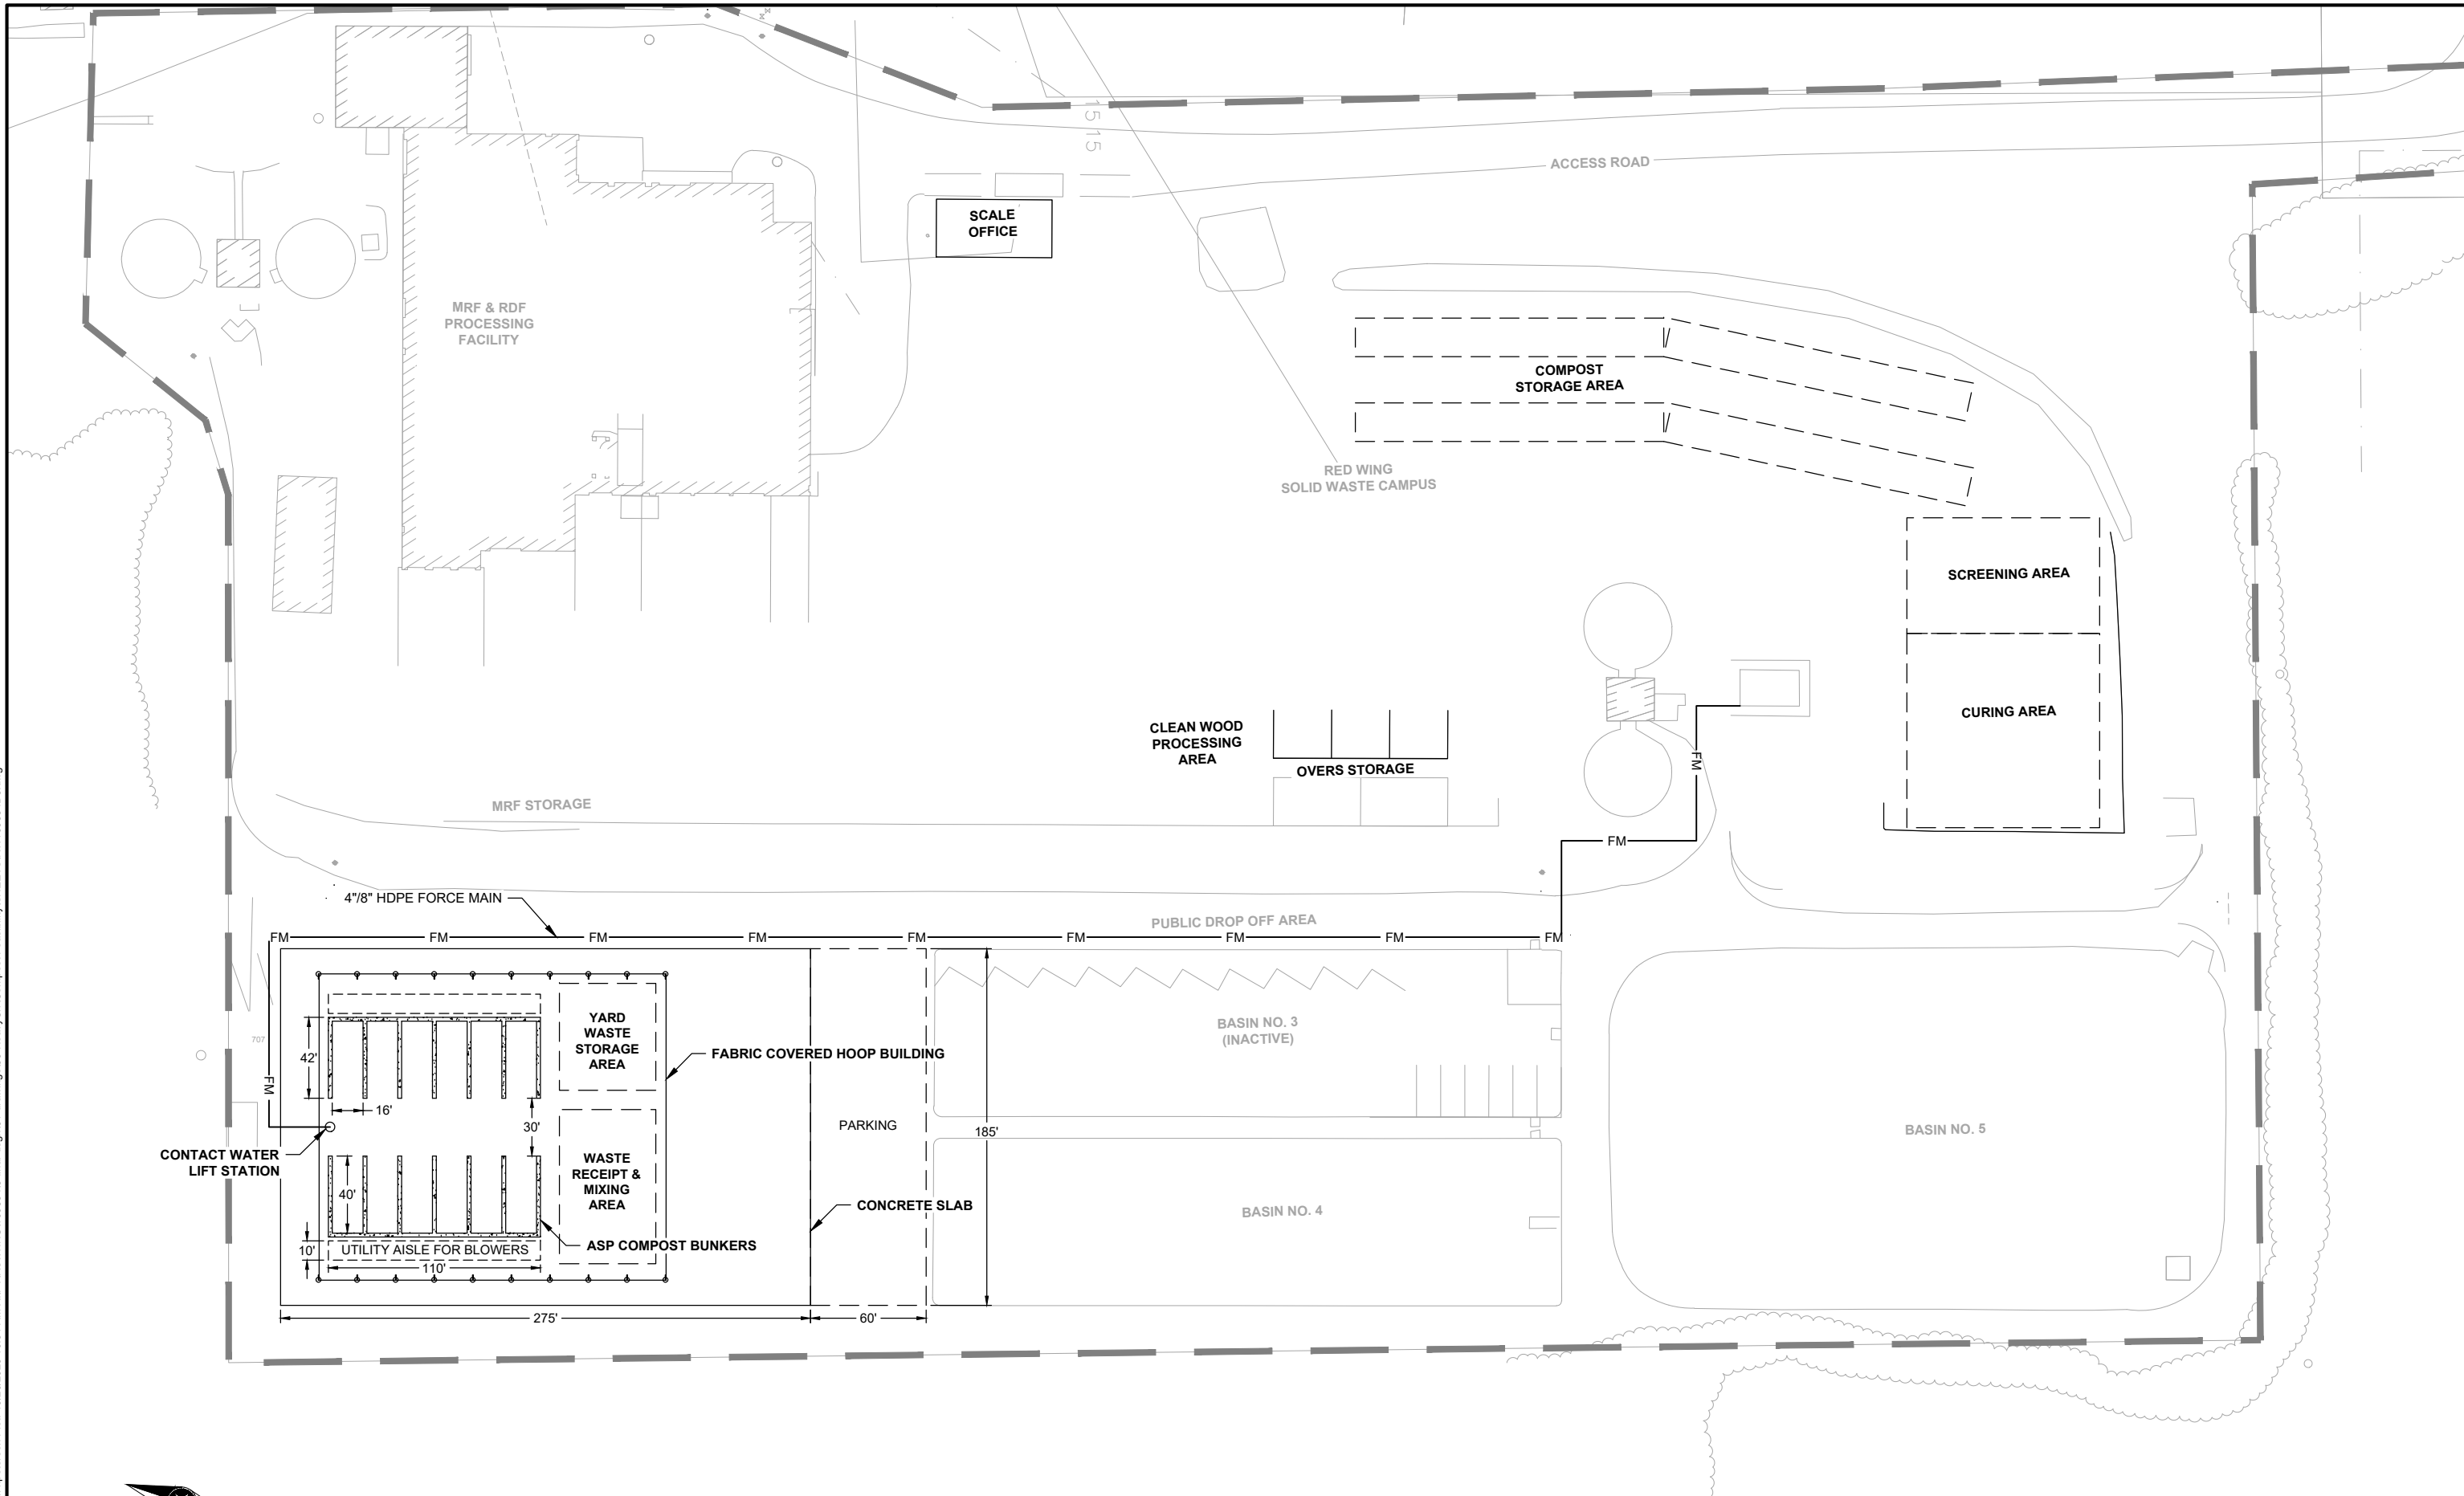 1515
ACCESS ROAD
SCALE
OFFICE
MRF & RDF
PROCESSING
FACILITY
COMPOST
STORAGE AREA
RED WING
SOLID WASTE CAMPUS
SCREENING AREA
CURING AREA
CLEAN WOOD
PROCESSING
AREA
OVERS STORAGE
FM
MRF STORAGE
FM
4"/8" HDPE FORCE MAIN
PUBLIC DROP OFF AREA
FM FM FM FM FM FM FM FM FM
YARD
WASTE
STORAGE
AREA
BASIN NO. 3
(INACTIVE)
707
42'
FABRIC COVERED HOOP BUILDING
FM
16'
30'
PARKING
185'
BASIN NO. 5
CONTACT WATER
LIFT STATION
WASTE
RECEIPT &
MIXING
AREA
40'
CONCRETE SLAB
BASIN NO. 4
10'
UTILITY AISLE FOR BLOWERS
ASP COMPOST BUNKERS
110'
275'
60'